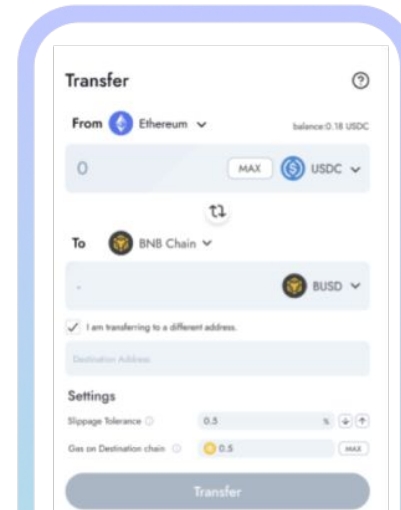 Transfer
From Ethereum balance:0.18 USDC
0 MAX USDC
To BNB Chain
- BUSD
I am transferring to a different address.
Destination Address
Settings
Slippage Tolerance 0.5 %
Gas on Destination chain 0.5 MAX
Transfer